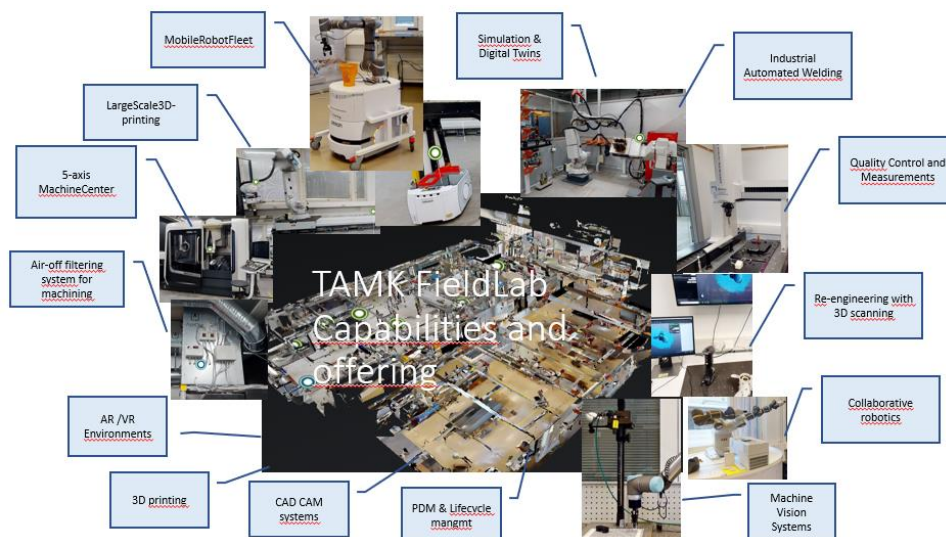 MobileRobotFleet
Simulation &
Digital Twins
Industrial
Automated Welding
LargeScale3D-
printing
5-axis
MachineCenter
Quality Control and
Measurements
Air-off filtering
system for
machining
TAMK FieldLab
Capabilities and
offering
Re-engineering with
3D scanning
AR /VR
Environments
Collaborative
robotics
3D printing
CAD CAM
systems
PDM & Lifecycle
mangmt
Machine
Vision
Systems